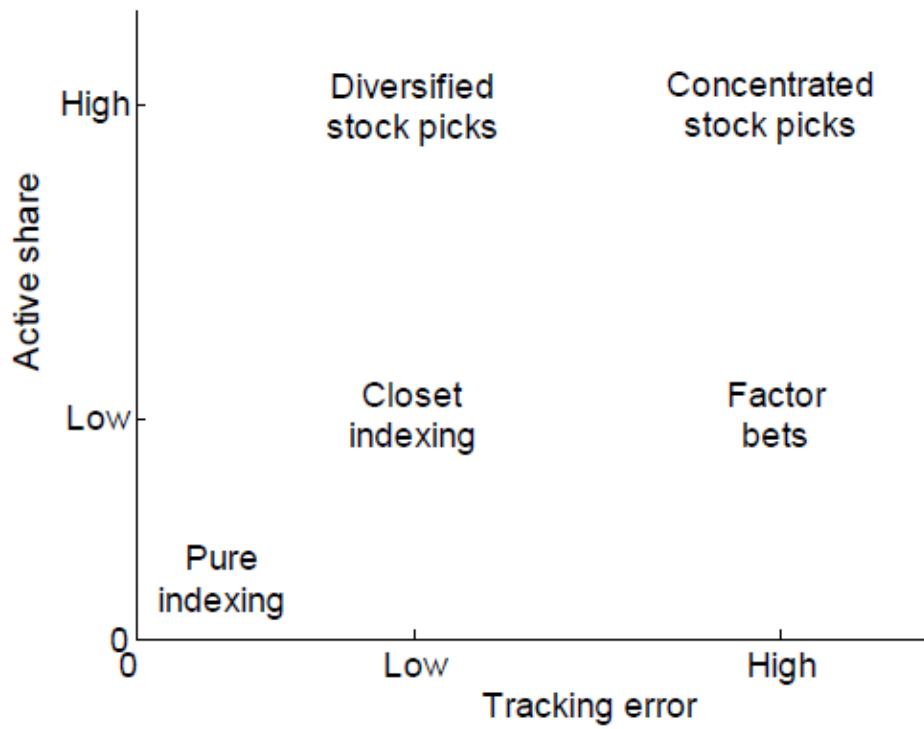 High
Diversified
stock picks
Concentrated
stock picks
Active share
Low
Closet
indexing
Factor
bets
Pure
indexing
0
0
Low
High
Tracking error